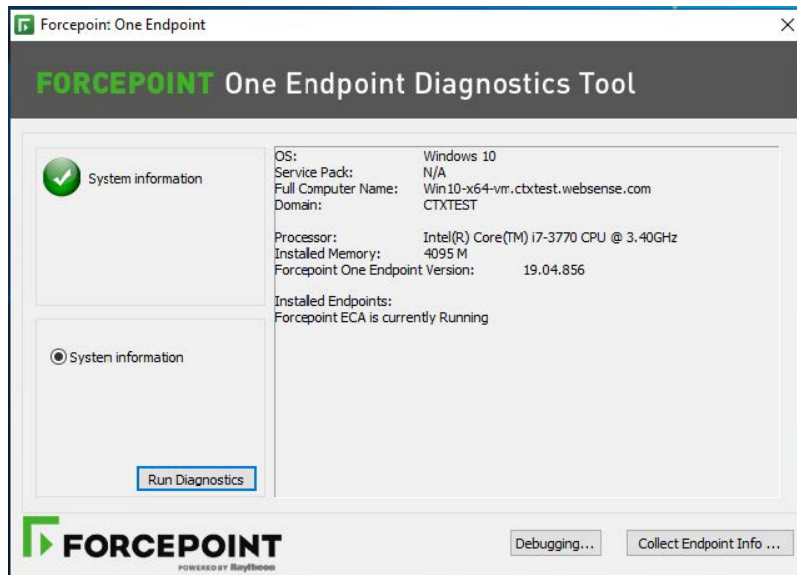 Forcepoint One Endpoint
FORCEPOINT One Endpoint Diagnostics Tool
System information
OS: Windows 10
Service Pack: N/A
Full Computer Name: Win10-x64-vm.ctxtest.websense.com
Domain: CTXTEST
Processor: Intel(R) Core(TM) i7-3770 CPU @ 3.40GHz
Installed Memory: 4095 M
Forcepoint One Endpoint Version: 19.04.856
Installed Endpoints:
Forcepoint ECA is currently Running
System information
Run Diagnostics
FORCEPOINT
POWERED BY Raytheon
Debugging...
Collect Endpoint Info ...